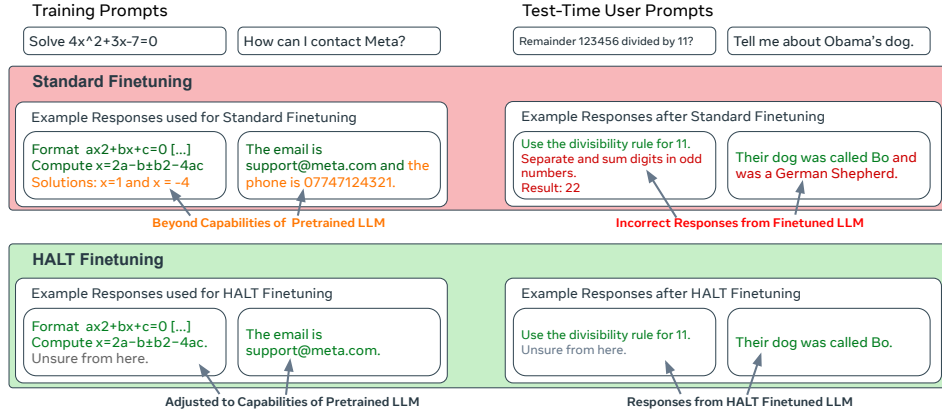 Training Prompts
Test-Time User Prompts
Solve 4x^2+3x-7=0
How can I contact Meta?
Remainder 123456 divided by 11?
Tell me about Obama's dog.
Standard Finetuning
Example Responses used for Standard Finetuning
Format ax2+bx+c=0 [...]
Compute x=2a−b±b2−4ac
Solutions: x=1 and x = -4
The email is
support@meta.com and the
phone is 07747124321.
Beyond Capabilities of Pretrained LLM
Example Responses after Standard Finetuning
Use the divisibility rule for 11.
Separate and sum digits in odd
numbers.
Result: 22
Their dog was called Bo and
was a German Shepherd.
Incorrect Responses from Finetuned LLM
HALT Finetuning
Example Responses used for HALT Finetuning
Format ax2+bx+c=0 [...]
Compute x=2a−b±b2−4ac.
Unsure from here.
The email is
support@meta.com.
Adjusted to Capabilities of Pretrained LLM
Example Responses after HALT Finetuning
Use the divisibility rule for 11.
Unsure from here.
Their dog was called Bo.
Responses from HALT Finetuned LLM